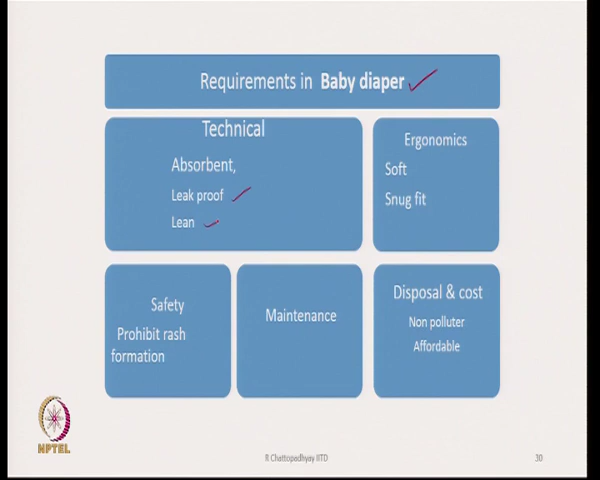 Requirements in Baby diaper
Technical
Absorbent,
Leak proof
Lean
Ergonomics
Soft
Snug fit
Safety
Prohibit rash
formation
Maintenance
Disposal & cost
Non polluter
Affordable
NPTEL
R Chattopadhyay IITD
30